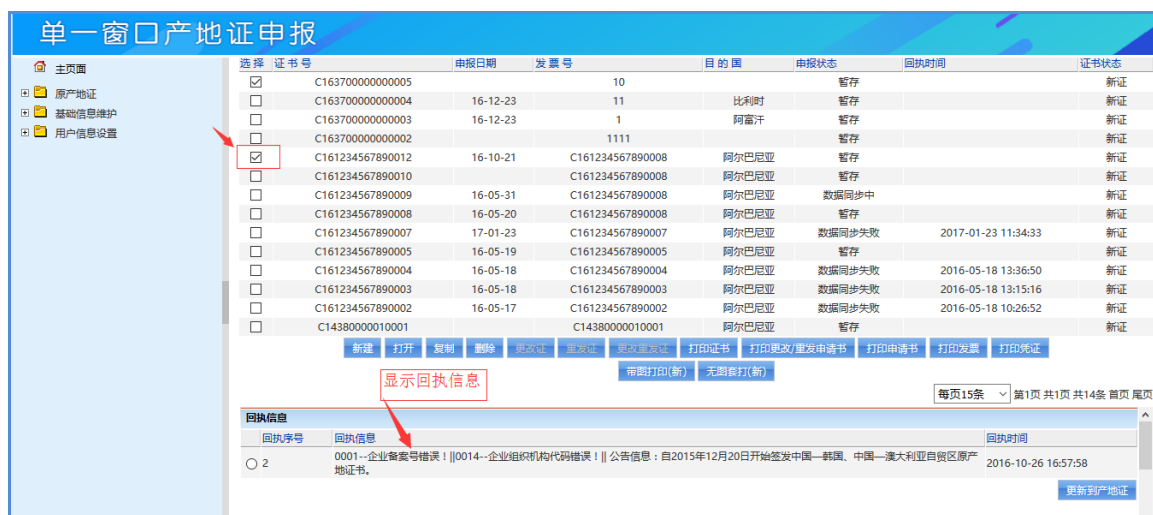 单一窗口产地证申报
主页面
原产地证
基础信息维护
用户信息设置
选择 证书号 申报日期 发票号 目的国 申报状态 回执时间 证书状态
C163700000000005 10 暂存 新证
C163700000000004 16-12-23 11 比利时 暂存 新证
C163700000000003 16-12-23 1 阿富汗 暂存 新证
C163700000000002 1111 暂存 新证
C161234567890012 16-10-21 C161234567890008 阿尔巴尼亚 暂存 新证
C161234567890010 C161234567890008 阿尔巴尼亚 暂存 新证
C161234567890009 16-05-31 C161234567890008 阿尔巴尼亚 数据同步中 新证
C161234567890008 16-05-20 C161234567890008 阿尔巴尼亚 暂存 新证
C161234567890007 17-01-23 C161234567890007 阿尔巴尼亚 数据同步失败 2017-01-23 11:34:33 新证
C161234567890005 16-05-19 C161234567890005 阿尔巴尼亚 暂存 新证
C161234567890004 16-05-18 C161234567890004 阿尔巴尼亚 数据同步失败 2016-05-18 13:36:50 新证
C161234567890003 16-05-18 C161234567890003 阿尔巴尼亚 数据同步失败 2016-05-18 13:15:16 新证
C161234567890002 16-05-17 C161234567890002 阿尔巴尼亚 数据同步失败 2016-05-18 10:26:52 新证
C14380000010001 C14380000010001 阿尔巴尼亚 暂存 新证
新建 打开 复制 删除 更改证 重发证 更改重发证 打印证书 打印更改/重发申请书 打印申请书 打印发票 打印凭证
带图打印(新) 无图套打(新)
显示回执信息
每页15条 第1页 共1页 共14条 首页 尾页
回执信息
回执序号 回执信息 回执时间
2 0001--企业备案号错误！||0014--企业组织机构代码错误！|| 公告信息：自2015年12月20日开始签发中国—韩国、中国—澳大利亚自贸区原产 2016-10-26 16:57:58
地证书。
更新到产地证